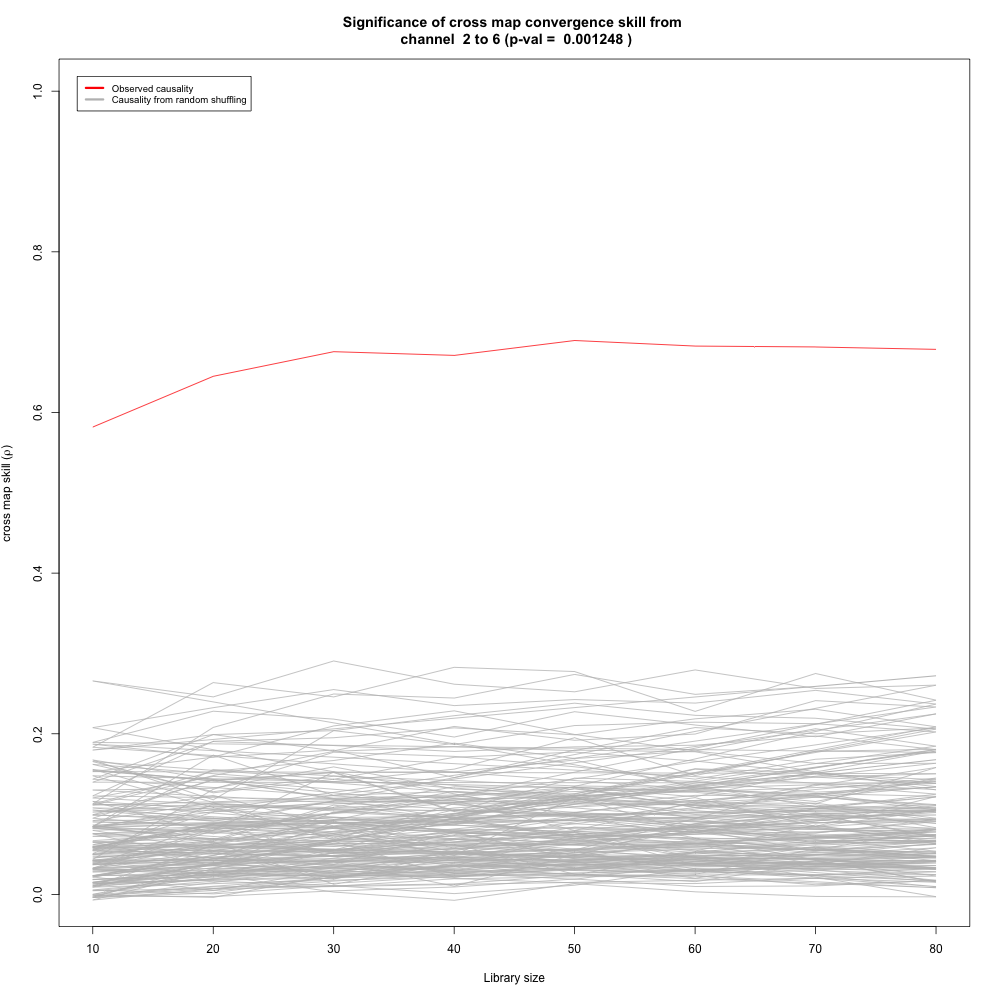 Significance of cross map convergence skill from
channel  2 to 6 (p-val =  0.001248 )
Observed causality
Causality from random shuffling
cross map skill (ρ)
1.0
0.8
0.6
0.4
0.2
0.0
10 20 30 40 50 60 70 80
Library size